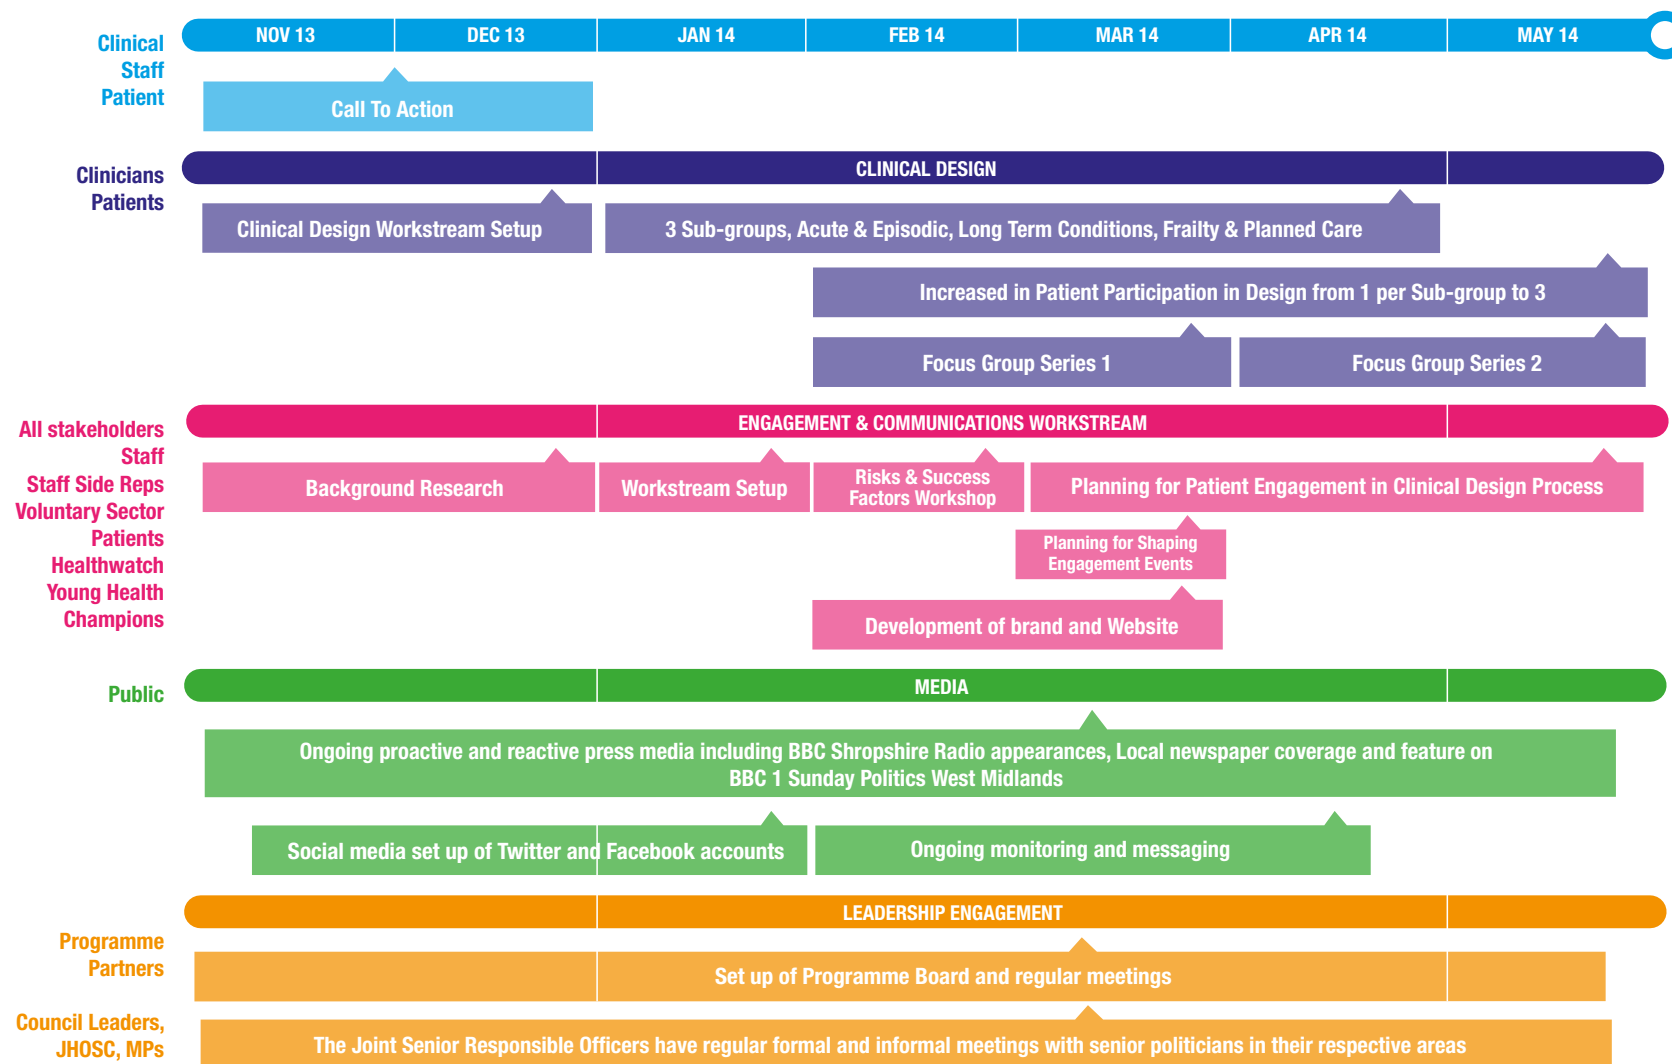 Clinical
Staff
Patient
NOV 13
DEC 13
JAN 14
FEB 14
MAR 14
APR 14
MAY 14
Call To Action
Clinicians
Patients
CLINICAL DESIGN
Clinical Design Workstream Setup
3 Sub-groups, Acute & Episodic, Long Term Conditions, Frailty & Planned Care
Increased in Patient Participation in Design from 1 per Sub-group to 3
Focus Group Series 1
Focus Group Series 2
All stakeholders
Staff
Staff Side Reps
Voluntary Sector
Patients
Healthwatch
Young Health
Champions
ENGAGEMENT & COMMUNICATIONS WORKSTREAM
Background Research
Workstream Setup
Risks & Success
Factors Workshop
Planning for Patient Engagement in Clinical Design Process
Planning for Shaping
Engagement Events
Development of brand and Website
Public
MEDIA
Ongoing proactive and reactive press media including BBC Shropshire Radio appearances, Local newspaper coverage and feature on
BBC 1 Sunday Politics West Midlands
Social media set up of Twitter and Facebook accounts
Ongoing monitoring and messaging
LEADERSHIP ENGAGEMENT
Programme
Partners
Set up of Programme Board and regular meetings
Council Leaders,
JHOSC, MPs
The Joint Senior Responsible Officers have regular formal and informal meetings with senior politicians in their respective areas